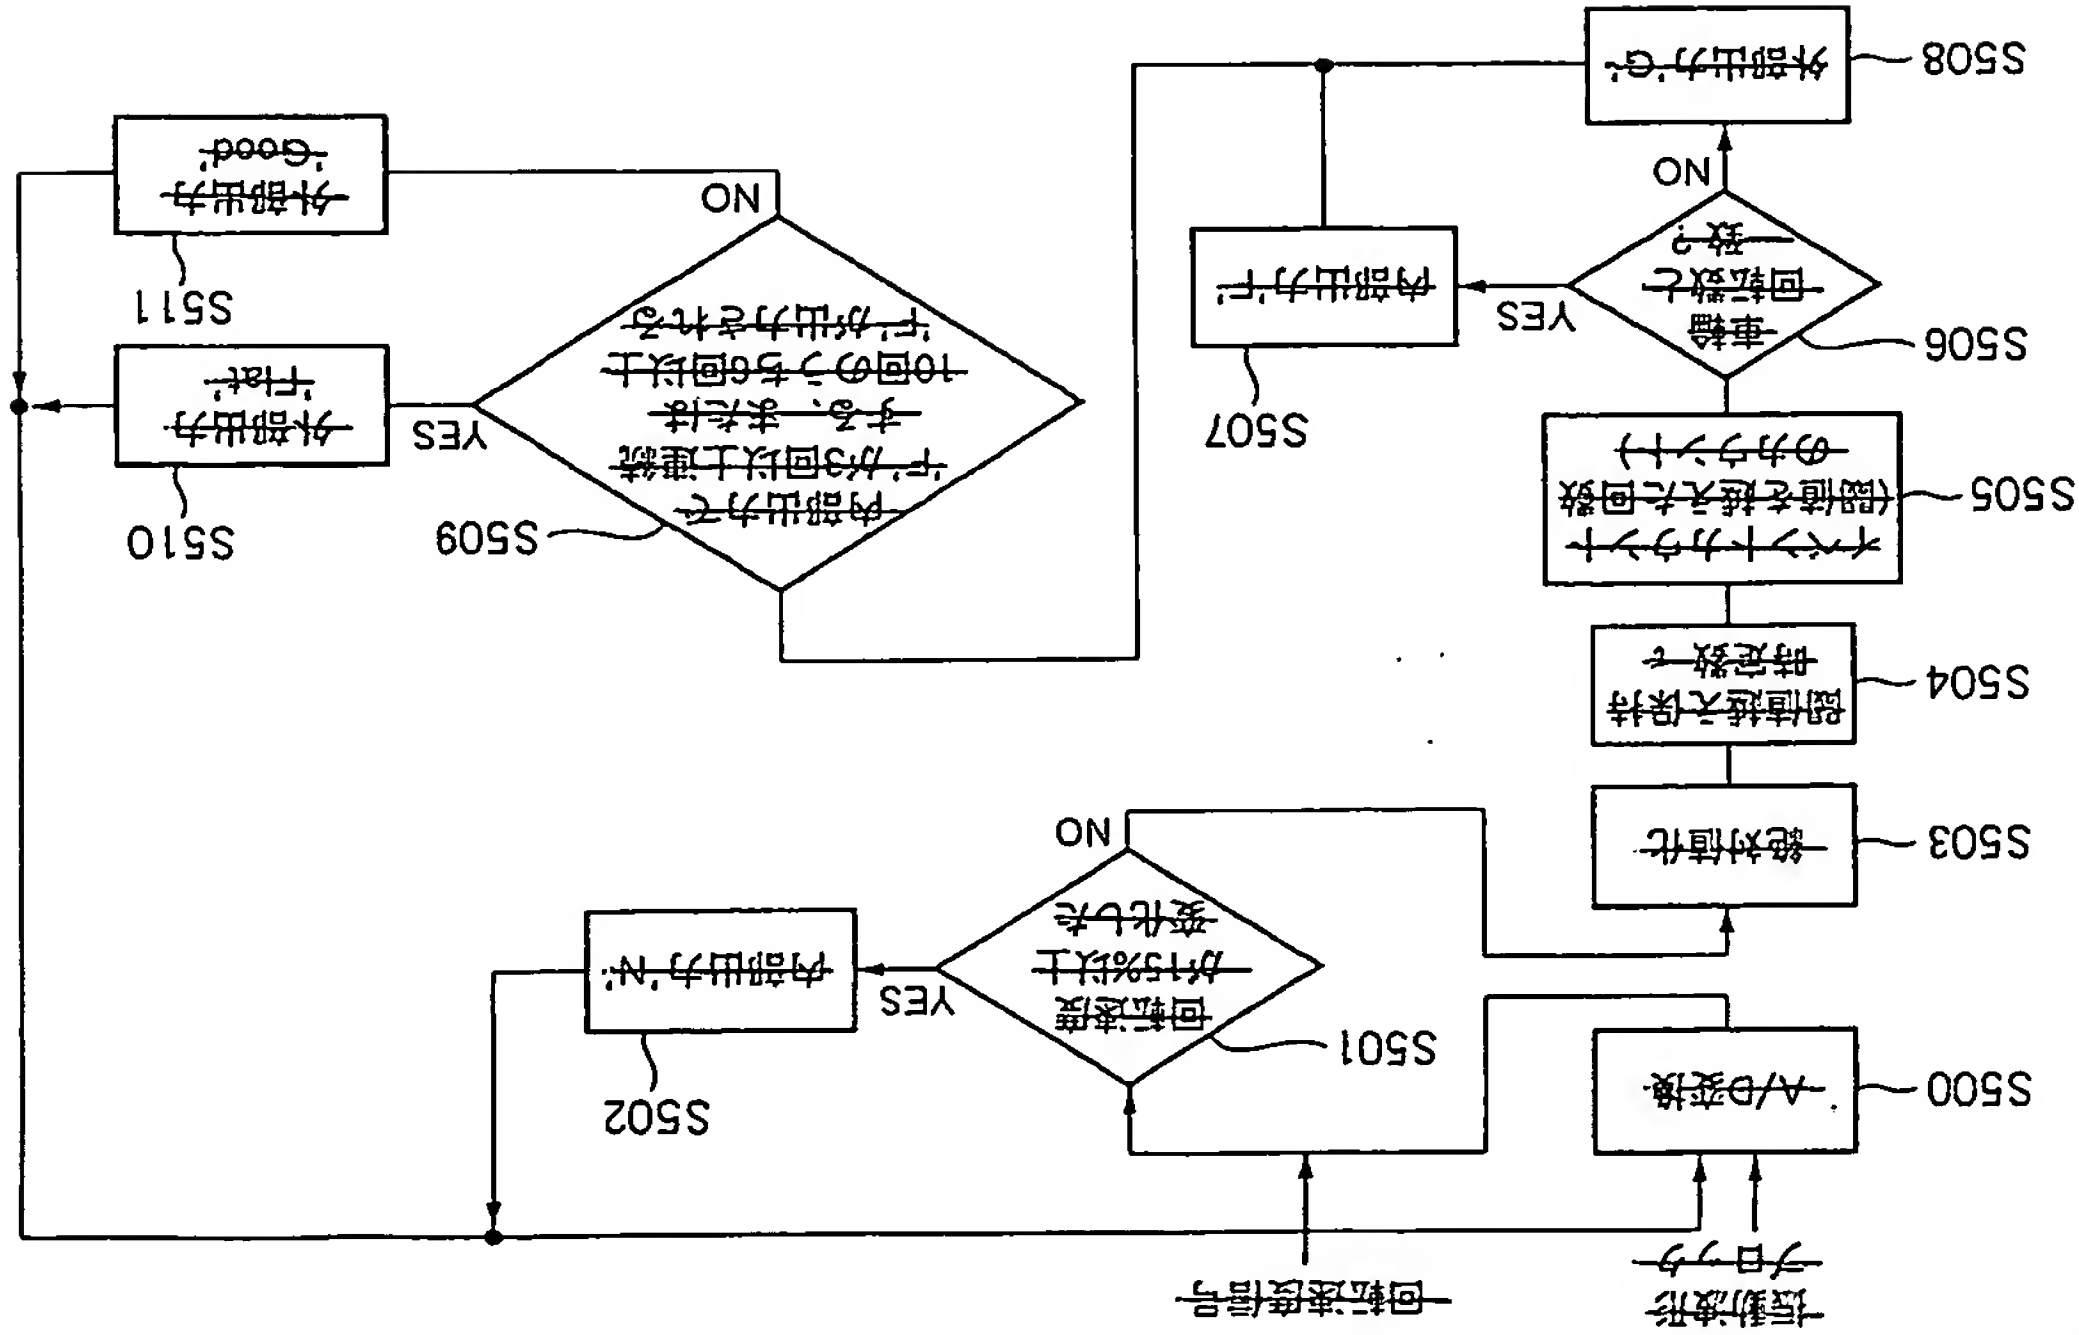 振動波形
ブロック
回転速度信号
S500
A/D変換
S501
回転速度
が15%以上
変化した
YES
NO
S502
内部出力"N"
S503
絶対値化
S504
閾値越え保持
時定数 τ
S505
イベントカウント
(閾値を越えた回数
のカウント)
S506
車輪
回転数と
一致?
YES
NO
S507
内部出力"F"
S508
外部出力"G"
S509
内部出力で
"F"が3回以上連続
する、または
10回のうち6回以上
"F"が出力される
YES
NO
S510
外部出力
"Flat"
S511
外部出力
"Good"